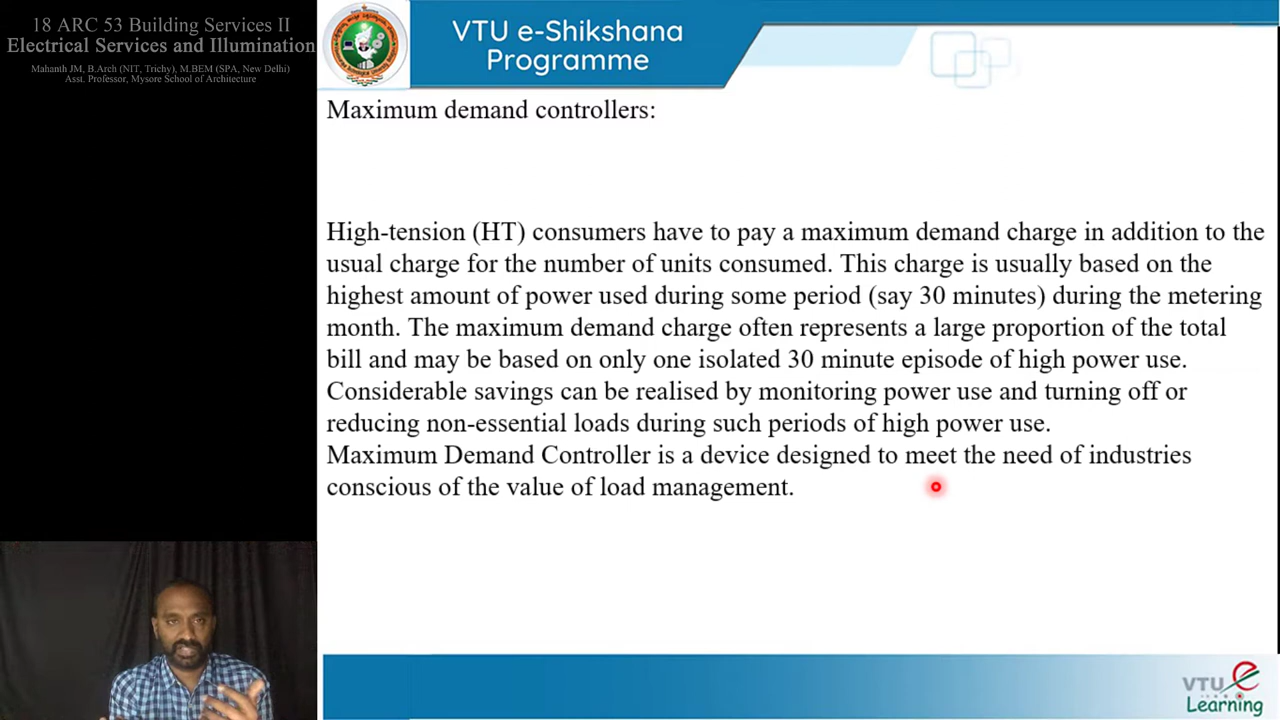 18 ARC 53 Building Services II
Electrical Services and Illumination
Mahanth JM, B.Arch (NIT, Trichy), M.BEM (SPA, New Delhi)
Asst. Professor, Mysore School of Architecture
VTU e-Shikshana
Programme
Maximum demand controllers:
High-tension (HT) consumers have to pay a maximum demand charge in addition to the
usual charge for the number of units consumed. This charge is usually based on the
highest amount of power used during some period (say 30 minutes) during the metering
month. The maximum demand charge often represents a large proportion of the total
bill and may be based on only one isolated 30 minute episode of high power use.
Considerable savings can be realised by monitoring power use and turning off or
reducing non-essential loads during such periods of high power use.
Maximum Demand Controller is a device designed to meet the need of industries
conscious of the value of load management.
VTU e
Learning